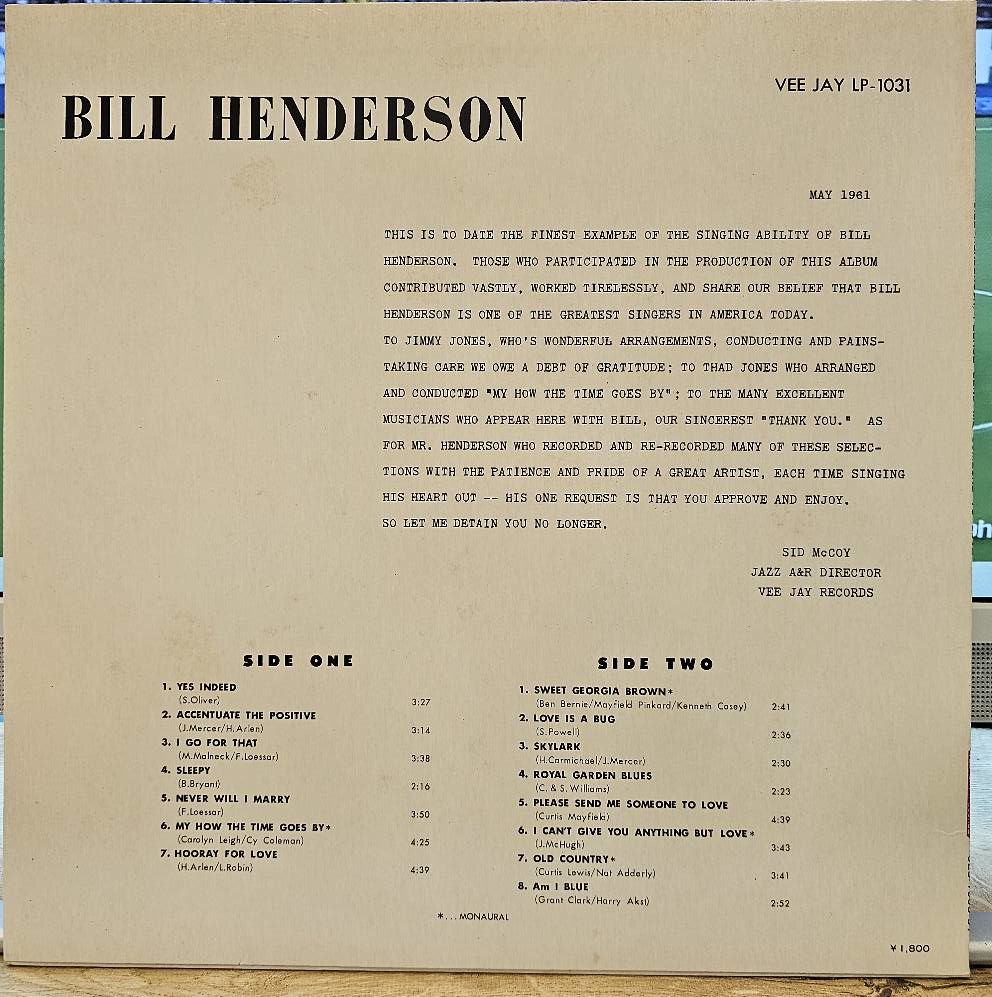 VEE JAY LP-1031
BILL HENDERSON
MAY 1961
THIS IS TO DATE THE FINEST EXAMPLE OF THE SINGING ABILITY OF BILL
HENDERSON. THOSE WHO PARTICIPATED IN THE PRODUCTION OF THIS ALBUM
CONTRIBUTED VASTLY, WORKED TIRELESSLY, AND SHARE OUR BELIEF THAT BILL
HENDERSON IS ONE OF THE GREATEST SINGERS IN AMERICA TODAY.
TO JIMMY JONES, WHO'S WONDERFUL ARRANGEMENTS, CONDUCTING AND PAINS-
TAKING CARE WE OWE A DEBT OF GRATITUDE; TO THAD JONES WHO ARRANGED
AND CONDUCTED "MY HOW THE TIME GOES BY"; TO THE MANY EXCELLENT
MUSICIANS WHO APPEAR HERE WITH BILL, OUR SINCEREST "THANK YOU." AS
FOR MR. HENDERSON WHO RECORDED AND RE-RECORDED MANY OF THESE SELEC-
TIONS WITH THE PATIENCE AND PRIDE OF A GREAT ARTIST, EACH TIME SINGING
HIS HEART OUT -- HIS ONE REQUEST IS THAT YOU APPROVE AND ENJOY.
SO LET ME DETAIN YOU NO LONGER.
SID McCOY
JAZZ A&R DIRECTOR
VEE JAY RECORDS
SIDE ONE
1. YES INDEED
(S.Oliver) 3:27
2. ACCENTUATE THE POSITIVE
(J.Mercer/H.Arlen) 3:14
3. I GO FOR THAT
(M.Malneck/F.Loessar) 3:38
4. SLEEPY
(B.Bryant) 2:16
5. NEVER WILL I MARRY
(F.Loessar) 3:50
6. MY HOW THE TIME GOES BY*
(Carolyn Leigh/Cy Coleman) 4:25
7. HOORAY FOR LOVE
(H.Arlen/L.Robin) 4:39
SIDE TWO
1. SWEET GEORGIA BROWN*
(Ben Bernie/Mayfield Pinkard/Kenneth Casey) 2:41
2. LOVE IS A BUG
(S.Powell) 2:36
3. SKYLARK
(H.Carmichael/J.Mercer) 2:30
4. ROYAL GARDEN BLUES
(C. & S. Williams) 2:23
5. PLEASE SEND ME SOMEONE TO LOVE
(Curtis Mayfield) 4:39
6. I CAN'T GIVE YOU ANYTHING BUT LOVE*
(J.McHugh) 3:43
7. OLD COUNTRY*
(Curtis Lewis/Nat Adderly) 3:41
8. Am I BLUE
(Grant Clark/Harry Akst) 2:52
*...MONAURAL
¥1,800